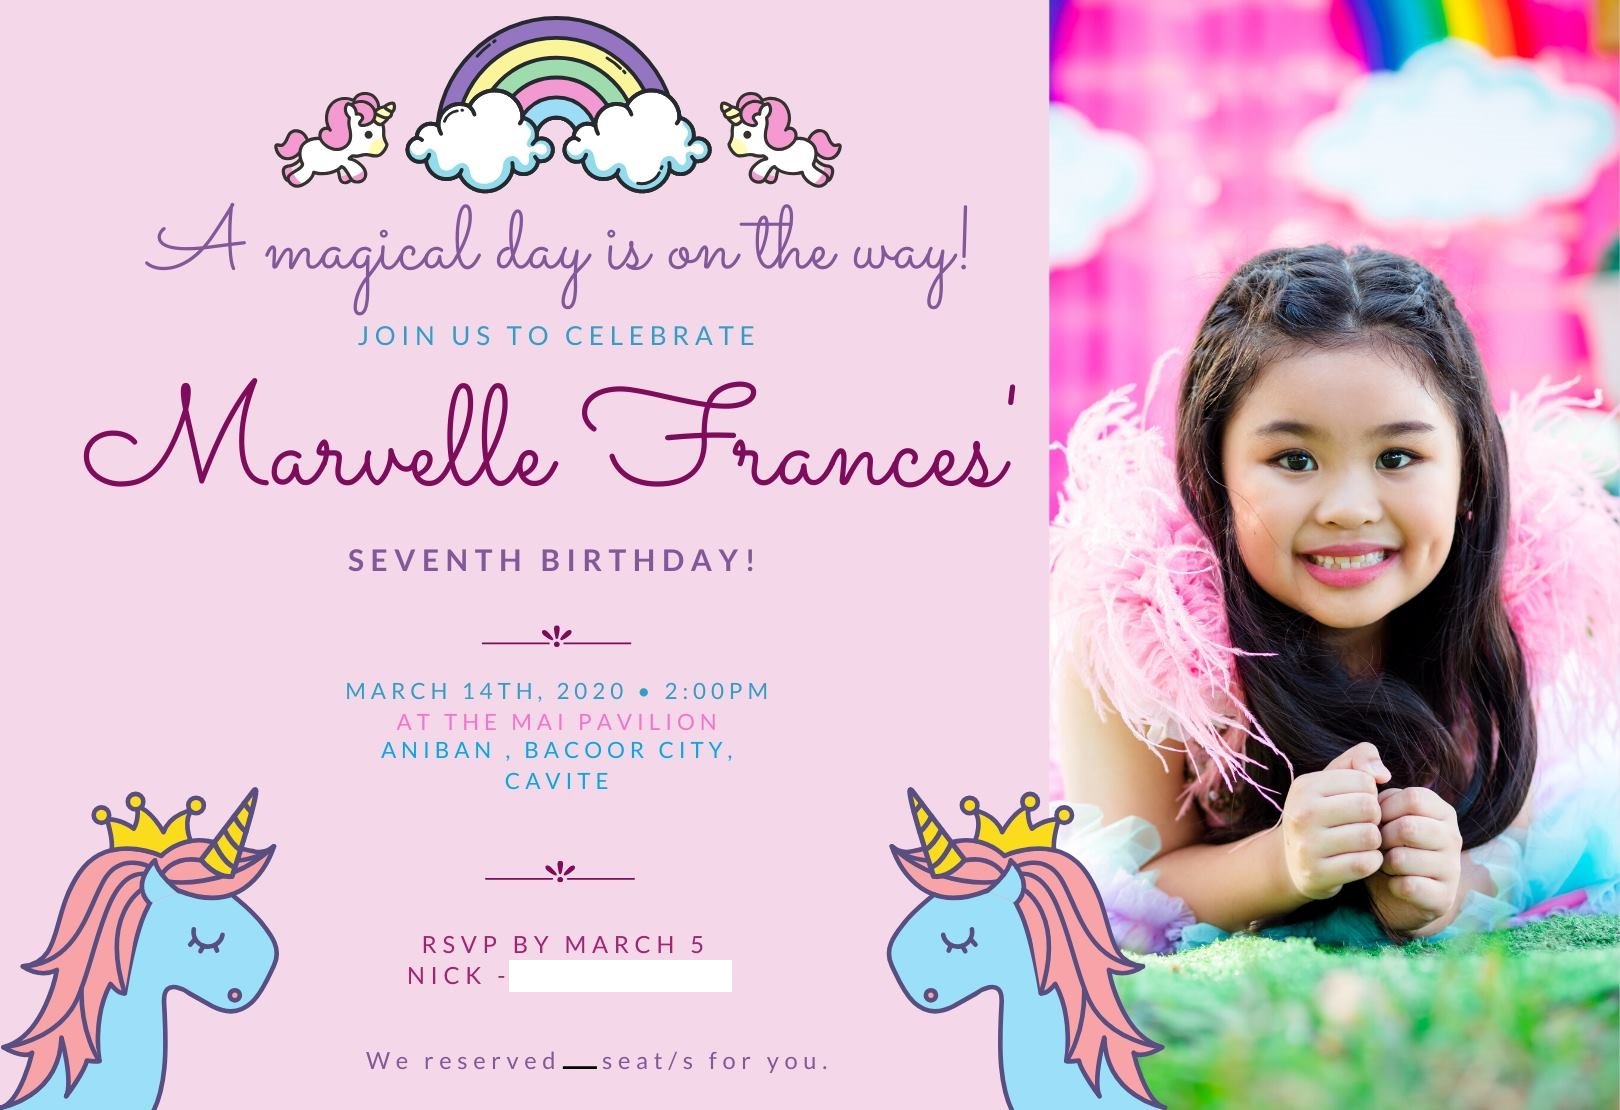 A magical day is on the way!
JOIN US TO CELEBRATE
Marvelle Frances'
SEVENTH BIRTHDAY!
MARCH 14TH, 2020 • 2:00PM
AT THE MAI PAVILION
ANIBAN , BACOOR CITY,
CAVITE
RSVP BY MARCH 5
NICK -
We reserved __ seat/s for you.